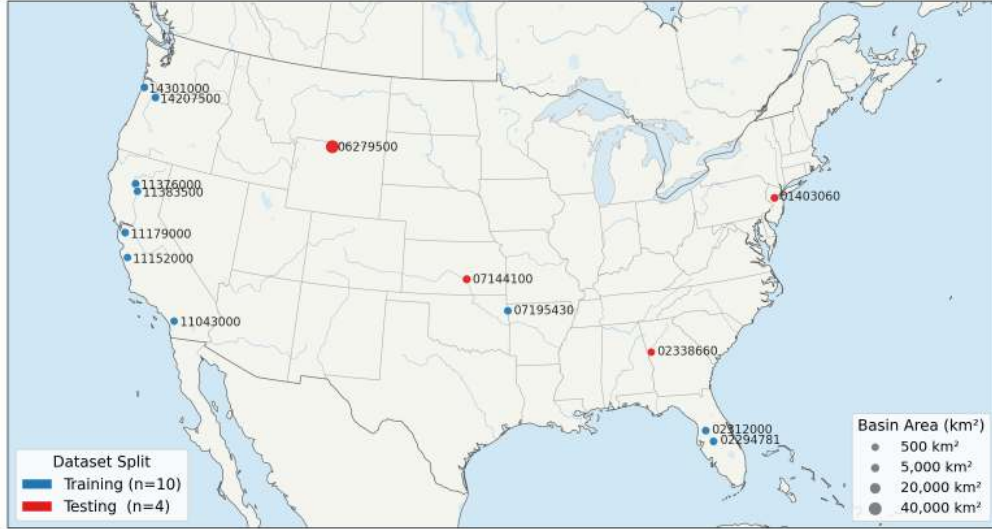 14301000
14207500
06279500
11376000
11383500
01403060
11179000
11152000
07144100
07195430
11043000
02338660
02312000
02294781
Dataset Split
Training (n=10)
Testing (n=4)
Basin Area (km²)
500 km²
5,000 km²
20,000 km²
40,000 km²